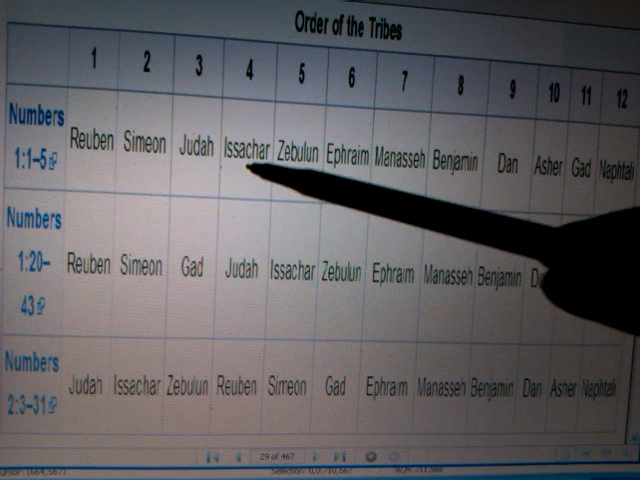 Order of the Tribes
1 2 3 4 5 6 7 8 9 10 11 12
Numbers 1:1–5 Reuben Simeon Judah Issachar Zebulun Ephraim Manasseh Benjamin Dan Asher Gad Naphtali
Numbers 1:20–43 Reuben Simeon Gad Judah Issachar Zebulun Ephraim Manasseh Benjamin
Numbers 2:3–31 Judah Issachar Zebulun Reuben Simeon Gad Ephraim Manasseh Benjamin Dan Asher Naphtali
29 of 467